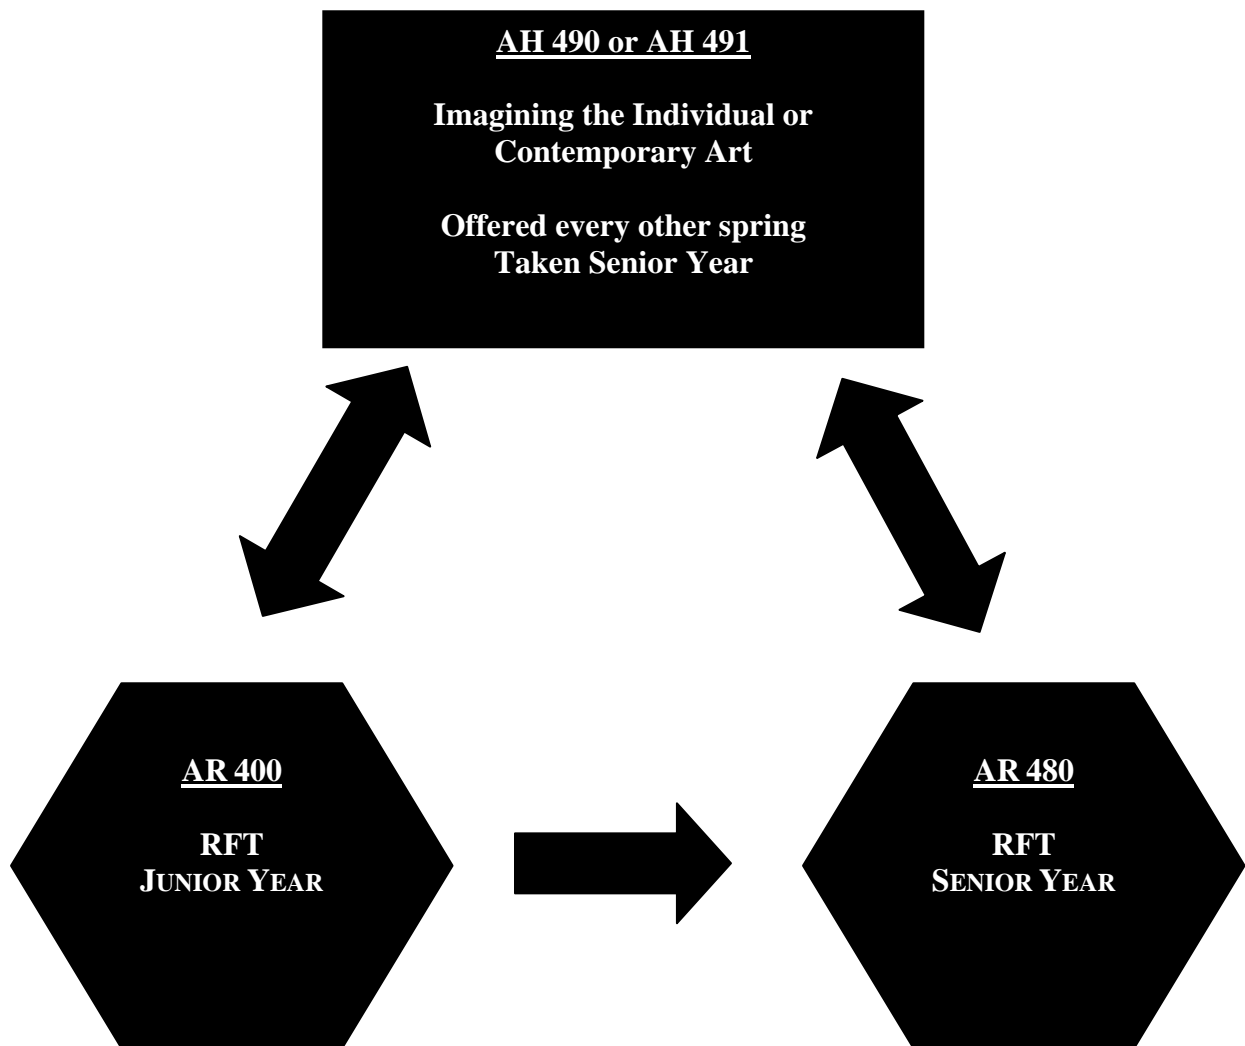 AH 490 or AH 491
Imagining the Individual or
Contemporary Art
Offered every other spring
Taken Senior Year
AR 400
RFT
JUNIOR YEAR
AR 480
RFT
SENIOR YEAR